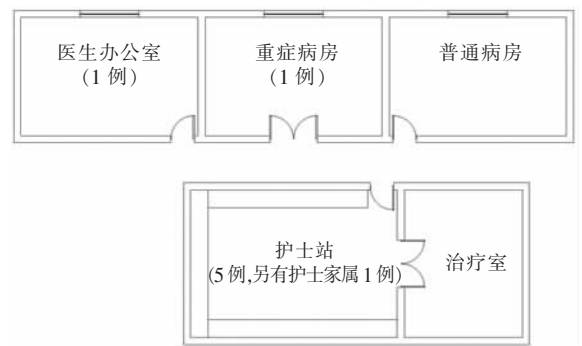 医生办公室
(1 例)
重症病房
(1 例)
普通病房
护士站
(5 例,另有护士家属 1 例)
治疗室